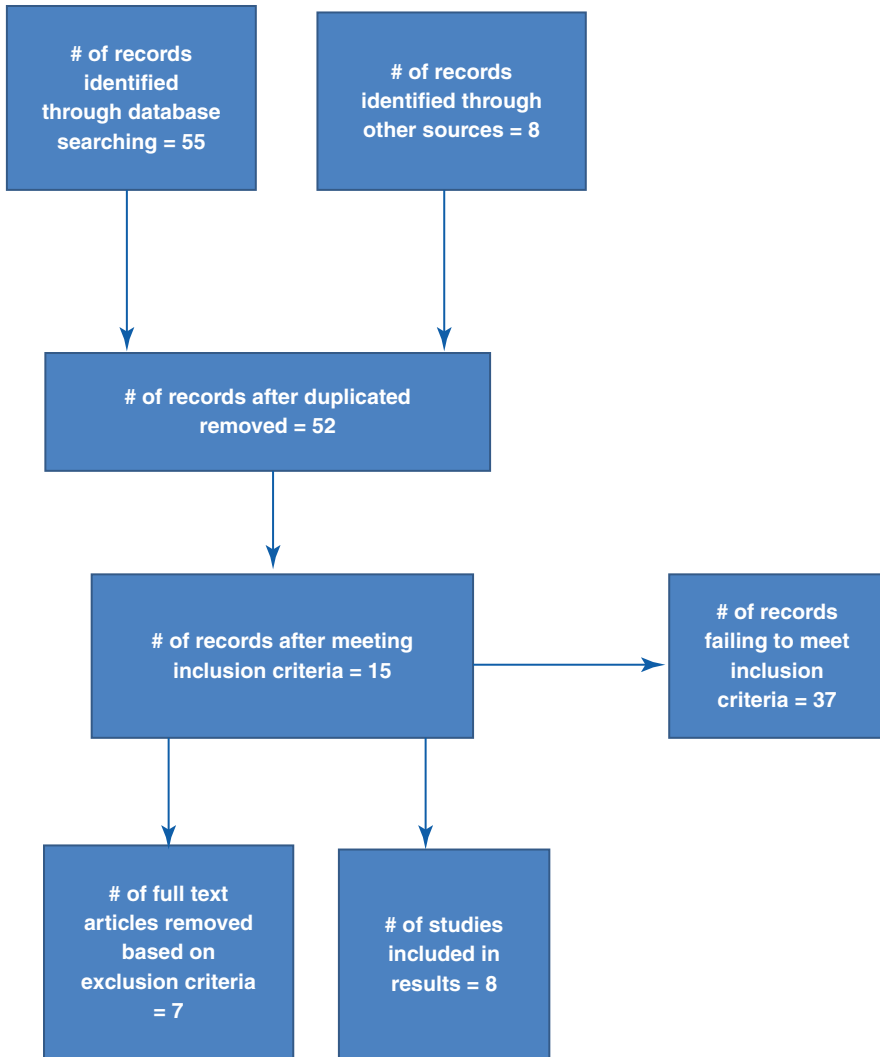 # of records
identified
through database
searching = 55
# of records
identified through
other sources = 8
# of records after duplicated
removed = 52
# of records after meeting
inclusion criteria = 15
# of records
failing to meet
inclusion
criteria = 37
# of full text
articles removed
based on
exclusion criteria
= 7
# of studies
included in
results = 8